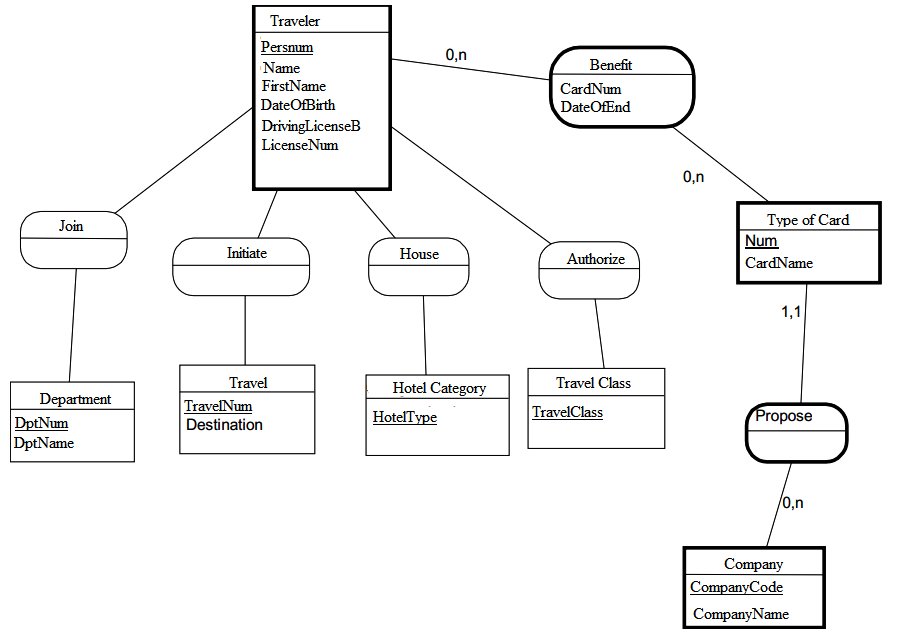 Traveler
Persnum
Name
FirstName
DateOfBirth
DrivingLicenseB
LicenseNum
0,n
Benefit
CardNum
DateOfEnd
0,n
Type of Card
Num
CardName
Join
Initiate
House
Authorize
1,1
Department
DptNum
DptName
Travel
TravelNum
Destination
Hotel Category
HotelType
Travel Class
TravelClass
Propose
0,n
Company
CompanyCode
CompanyName